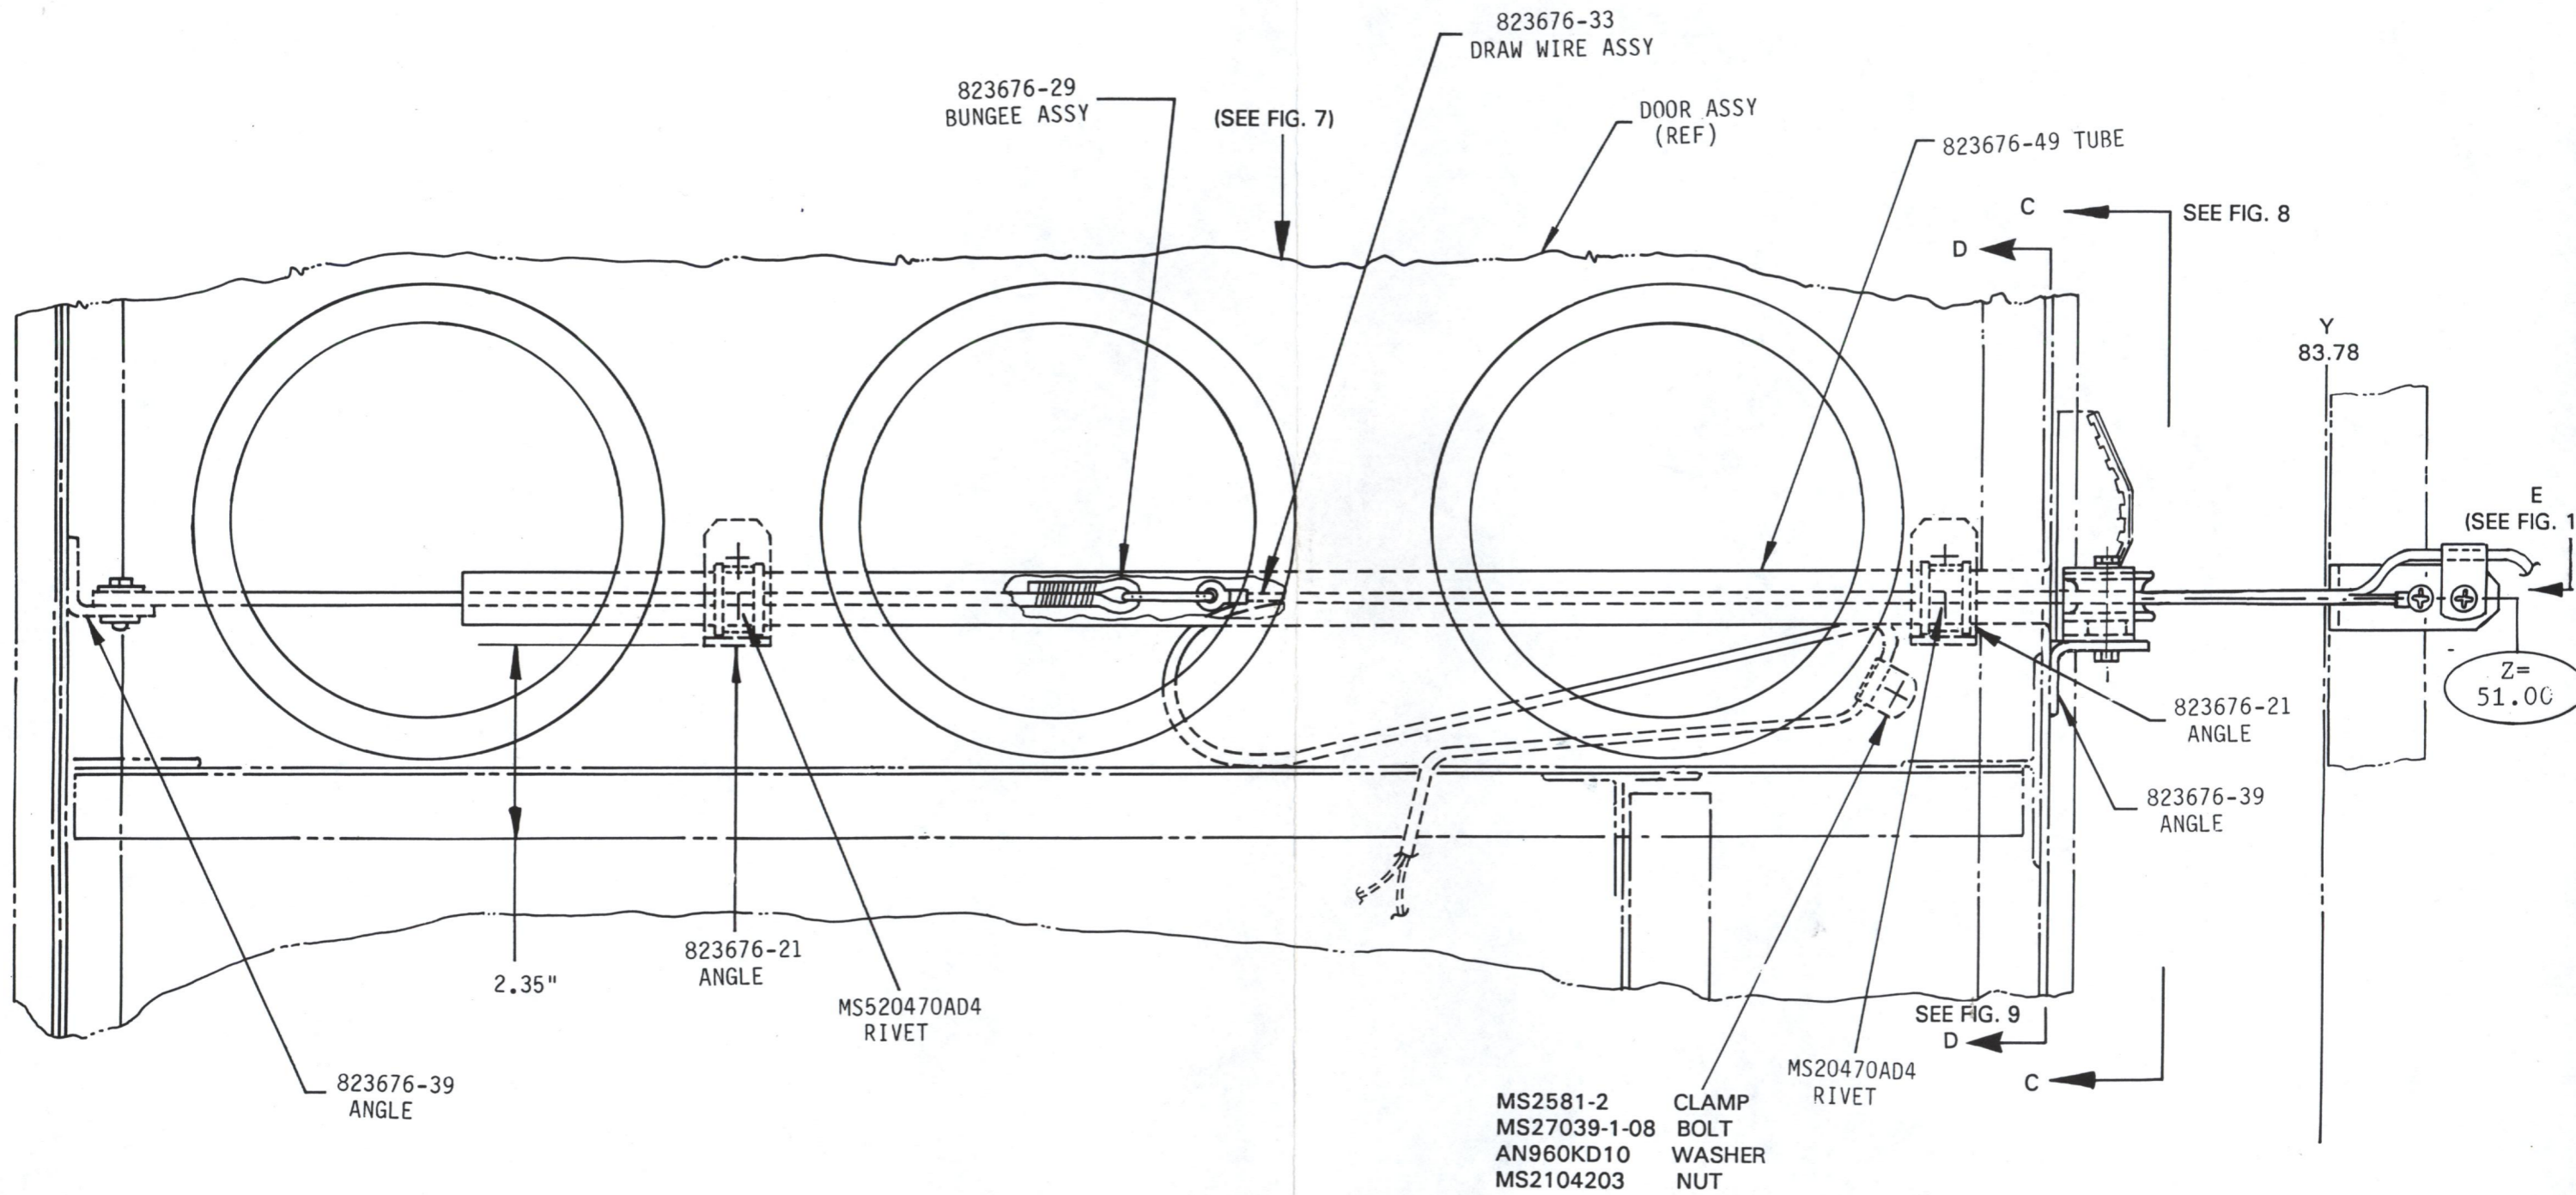 823676-33
DRAW WIRE ASSY
823676-29
BUNGEE ASSY
(SEE FIG. 7)
DOOR ASSY
(REF)
823676-49 TUBE
C
SEE FIG. 8
D
Y
83.78
E
(SEE FIG. 1
Z=
51.00
823676-21
ANGLE
823676-39
ANGLE
823676-21
ANGLE
2.35"
MS520470AD4
RIVET
SEE FIG. 9
D
MS20470AD4
RIVET
C
823676-39
ANGLE
MS2581-2 CLAMP
MS27039-1-08 BOLT
AN960KD10 WASHER
MS2104203 NUT